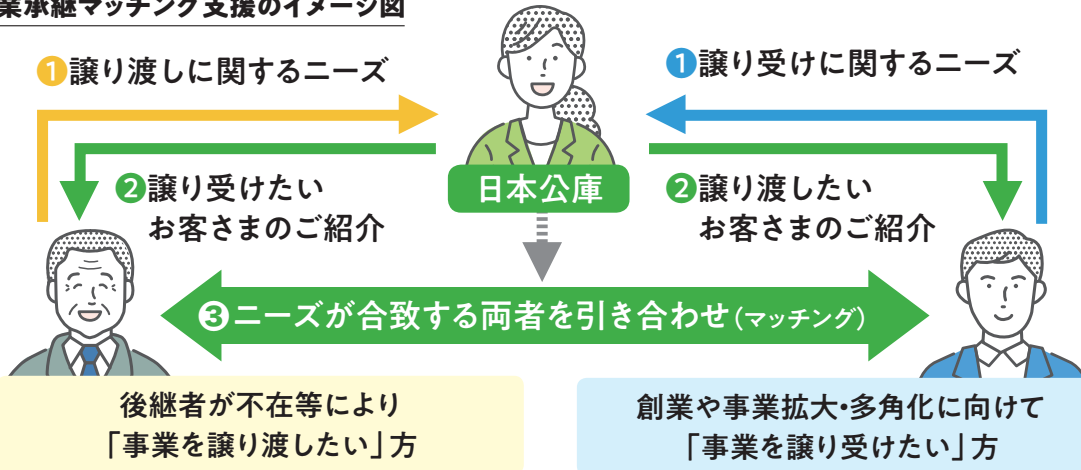 業承継マッチング支援のイメージ図
❶譲り渡しに関するニーズ
❶譲り受けに関するニーズ
❷譲り受けたい
お客さまのご紹介
日本公庫
❷譲り渡したい
お客さまのご紹介
❸ニーズが合致する両者を引き合わせ（マッチング）
後継者が不在等により
「事業を譲り渡したい」方
創業や事業拡大・多角化に向けて
「事業を譲り受けたい」方